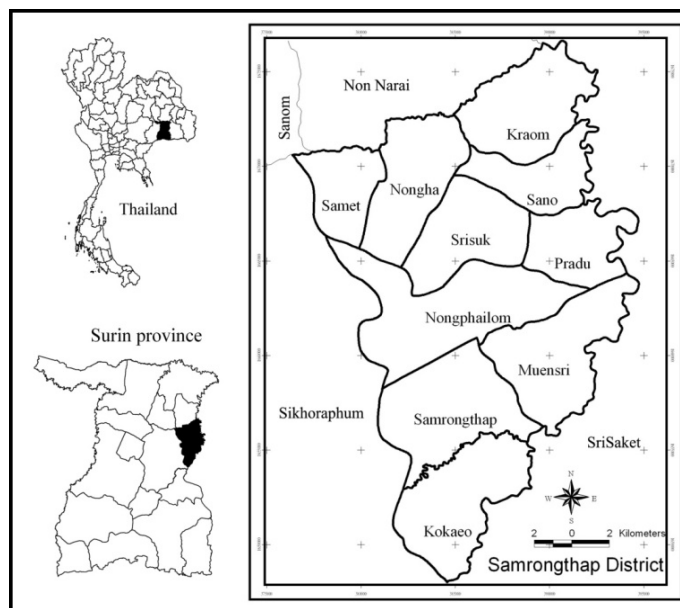 Thailand
Surin province
Non Narai
Sanom
Kraom
Samet
Nongha
Sano
Srisuk
Pradu
Nongphailom
Muensri
Sikhoraphum
Samrongthap
SriSaket
Kokaeo
N
W E
S
2 0 2 Kilometers
Samrongthap District